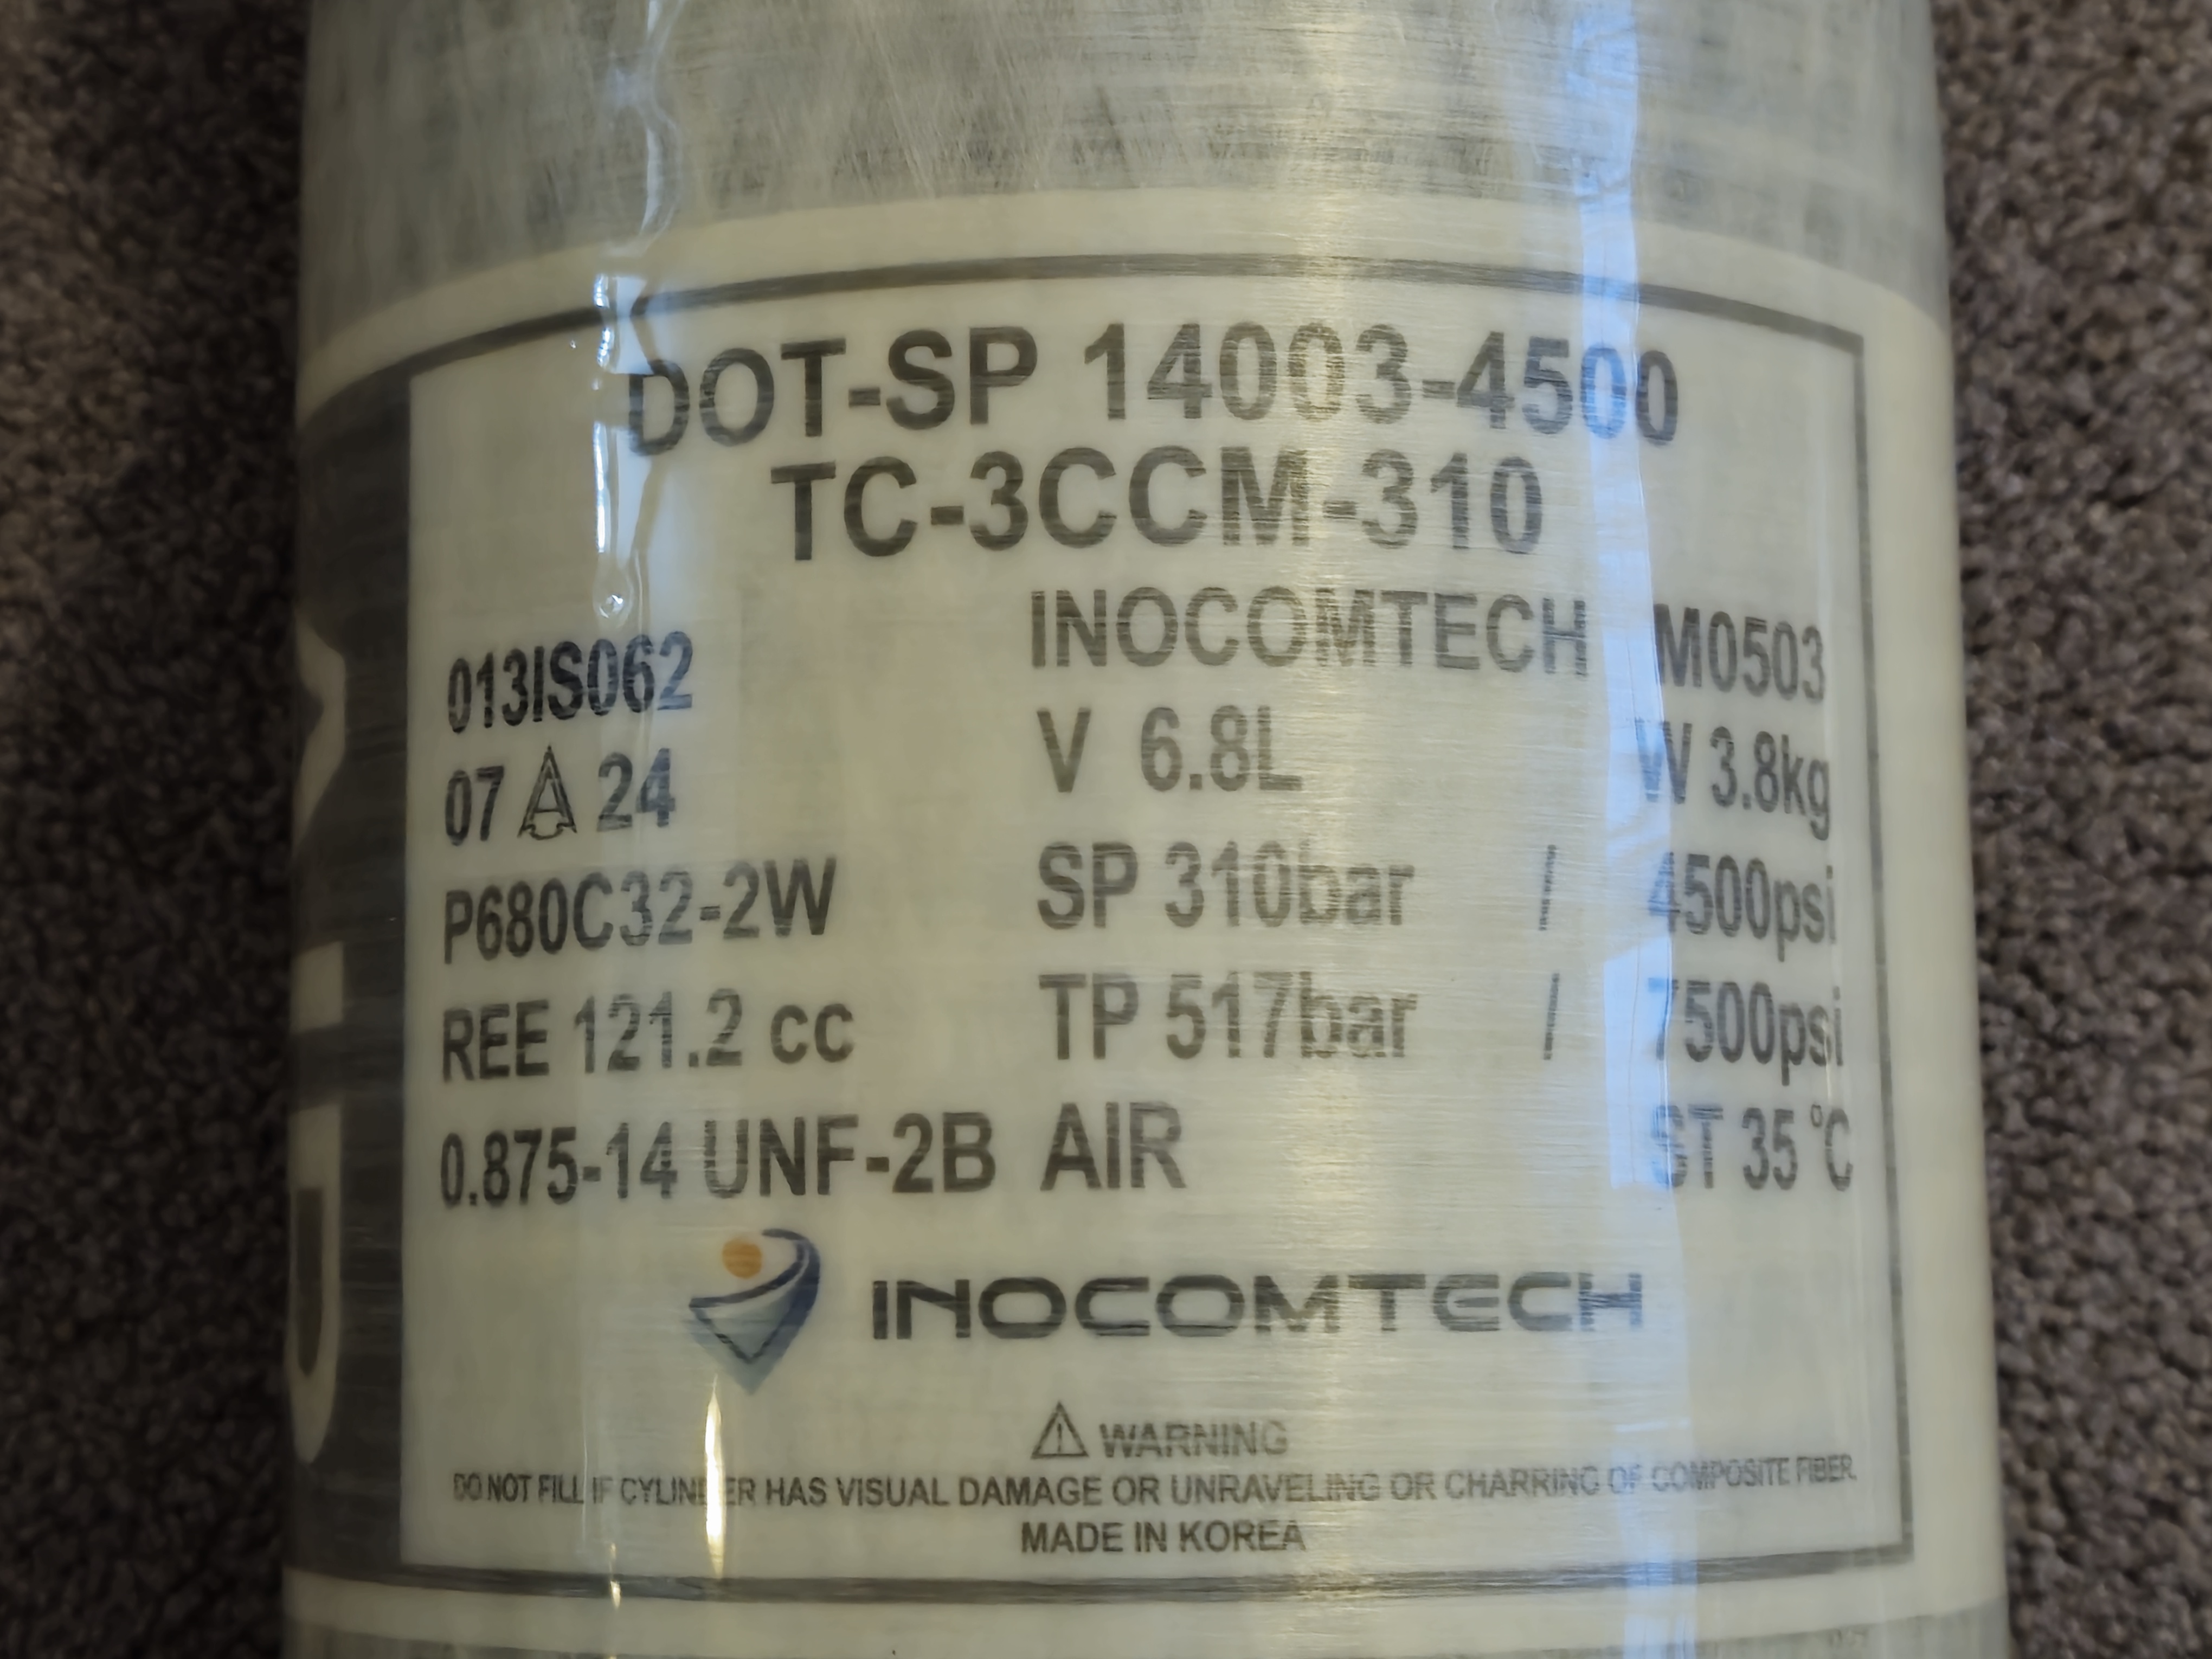 DOT-SP 14003-4500
TC-3CCM-310
013IS062 INOCOMTECH M0503
07 A 24 V 6.8L W 3.8kg
P680C32-2W SP 310bar / 4500psi
REE 121.2 cc TP 517bar / 7500psi
0.875-14 UNF-2B AIR ST 35 °C
INOCOMTECH
WARNING
DO NOT FILL IF CYLINDER HAS VISUAL DAMAGE OR UNRAVELING OR CHARRING OF COMPOSITE FIBER.
MADE IN KOREA